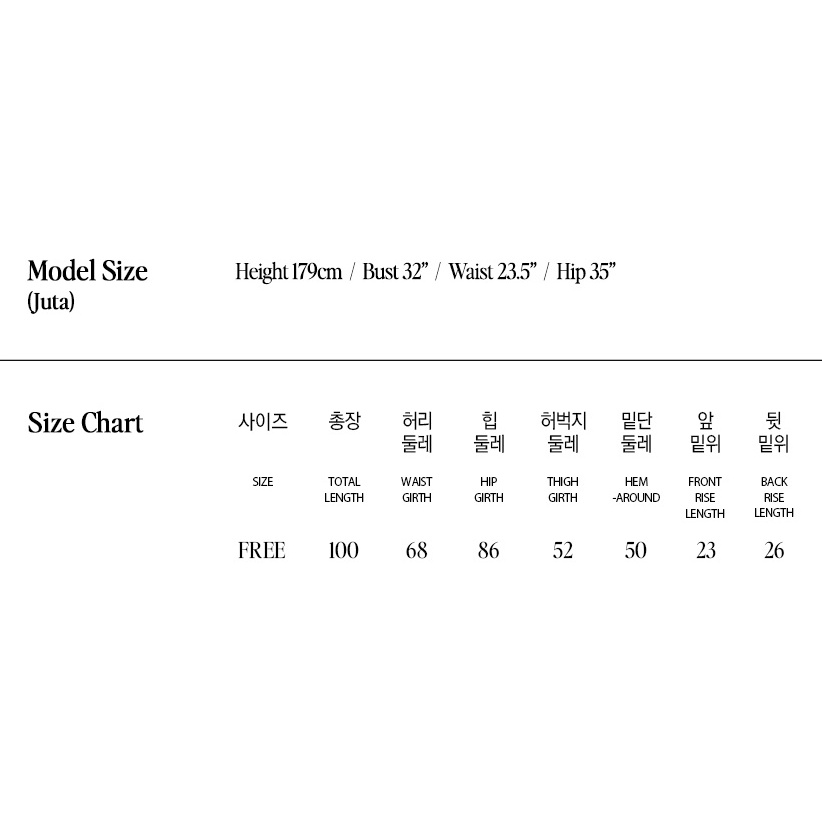 Model Size
(Juta)
Height 179cm / Bust 32” / Waist 23.5” / Hip 35”
Size Chart
사이즈 총장 허리 둘레 힙 둘레 허벅지 둘레 밑단 둘레 앞 밑위 뒷 밑위
SIZE TOTAL LENGTH WAIST GIRTH HIP GIRTH THIGH GIRTH HEM -AROUND FRONT RISE LENGTH BACK RISE LENGTH
FREE 100 68 86 52 50 23 26